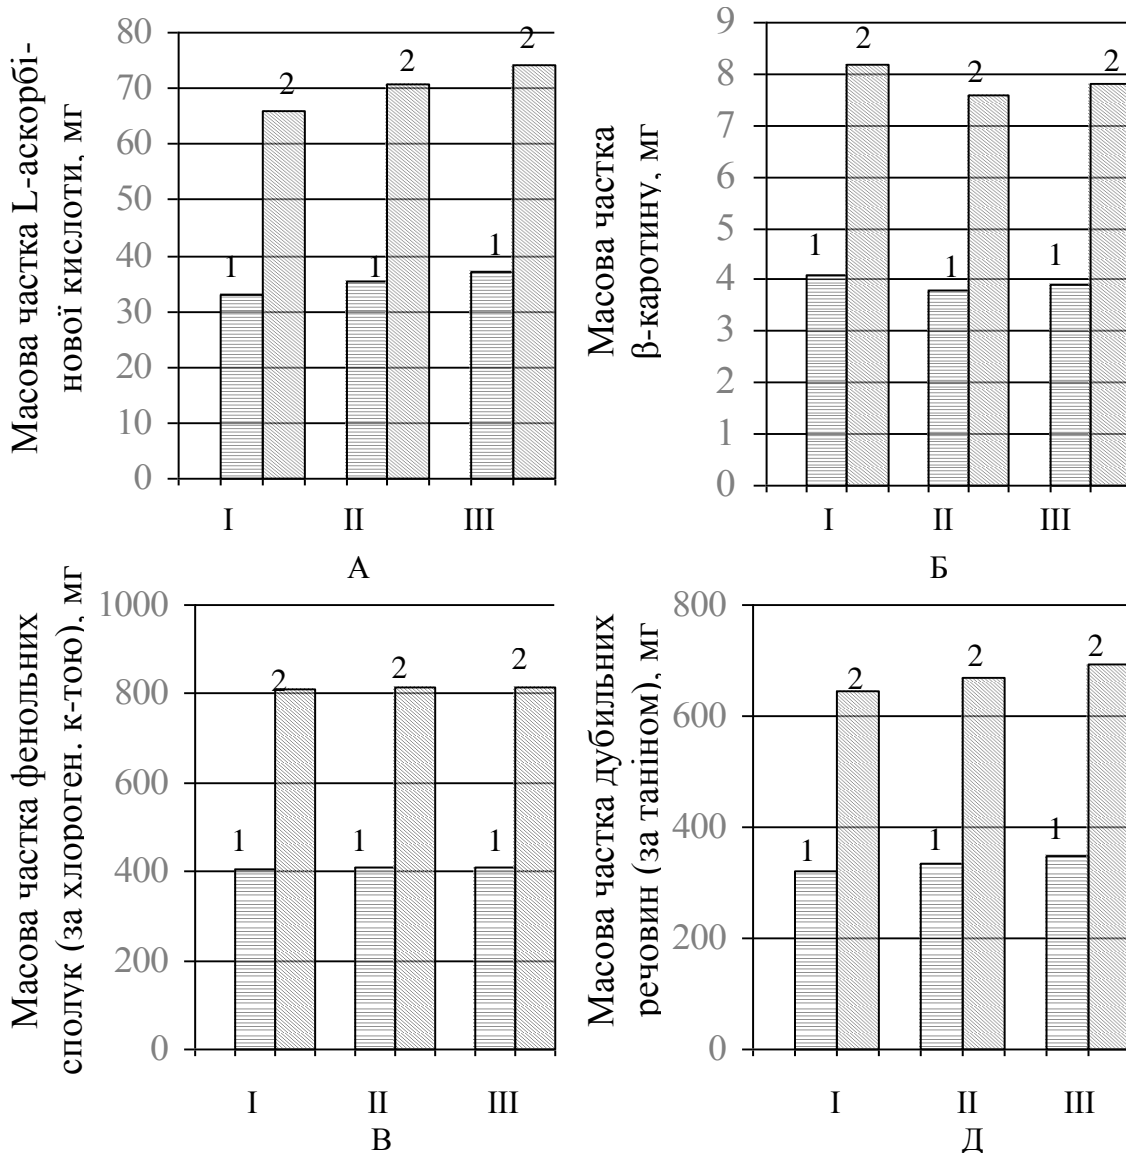 Масова частка L-аскорбі-
нової кислоти, мг
80
70
60
50
40
30
20
10
0
1
2
1
2
1
2
I
II
III
А
Масова частка
β-каротину, мг
9
8
7
6
5
4
3
2
1
0
1
2
1
2
1
2
I
II
III
Б
Масова частка фенольних
сполук (за хлороген. к-тою), мг
1000
800
600
400
200
0
1
2
1
2
1
2
I
II
III
В
Масова частка дубильних
речовин (за таніном), мг
800
600
400
200
0
1
2
1
2
1
2
I
II
III
Д